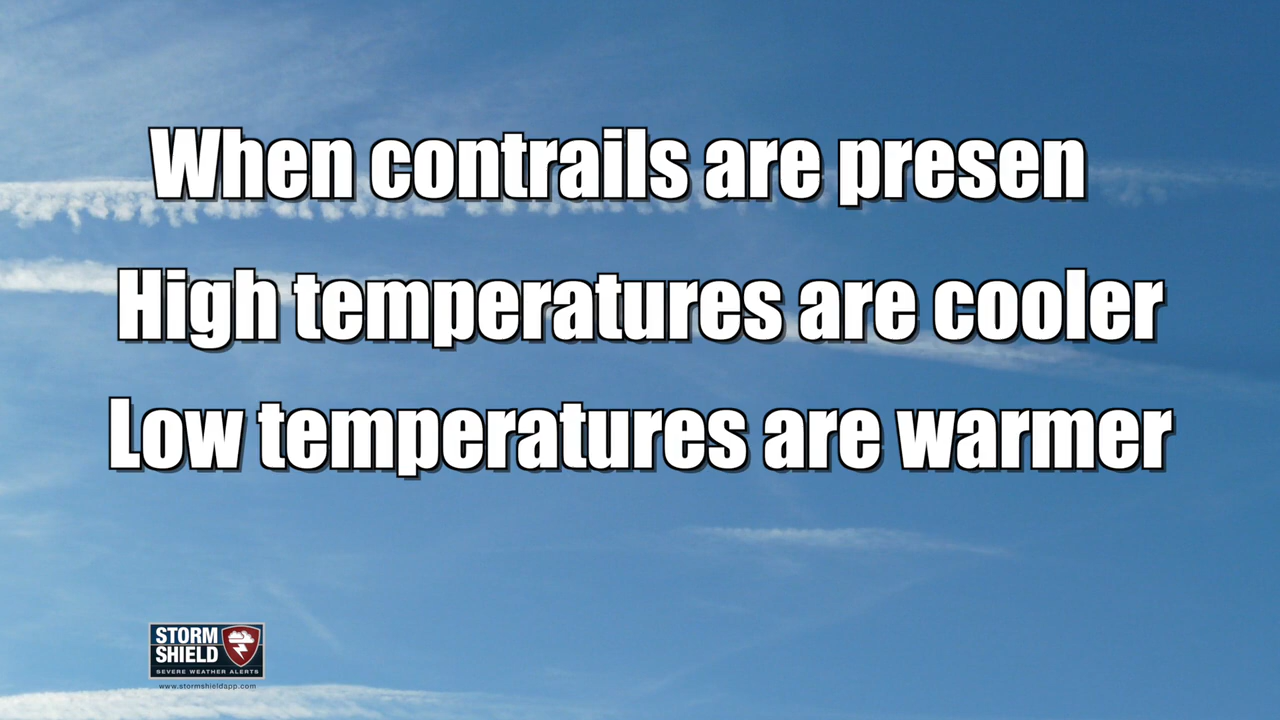 When contrails are presen
High temperatures are cooler
Low temperatures are warmer
STORM
SHIELD
SEVERE WEATHER ALERTS
www.stormshieldapp.com